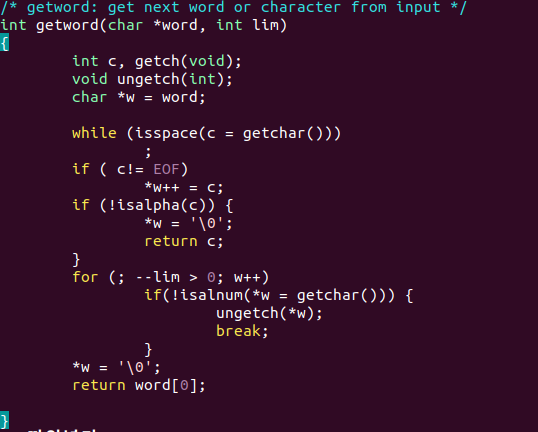 /* getword: get next word or character from input */
int getword(char *word, int lim)
{
        int c, getch(void);
        void ungetch(int);
        char *w = word;

        while (isspace(c = getchar()))
                ;
        if ( c!= EOF)
                *w++ = c;
        if (!isalpha(c)) {
                *w = '\0';
                return c;
        }
        for (; --lim > 0; w++)
                if(!isalnum(*w = getchar())) {
                        ungetch(*w);
                        break;
                }
        *w = '\0';
        return word[0];

}